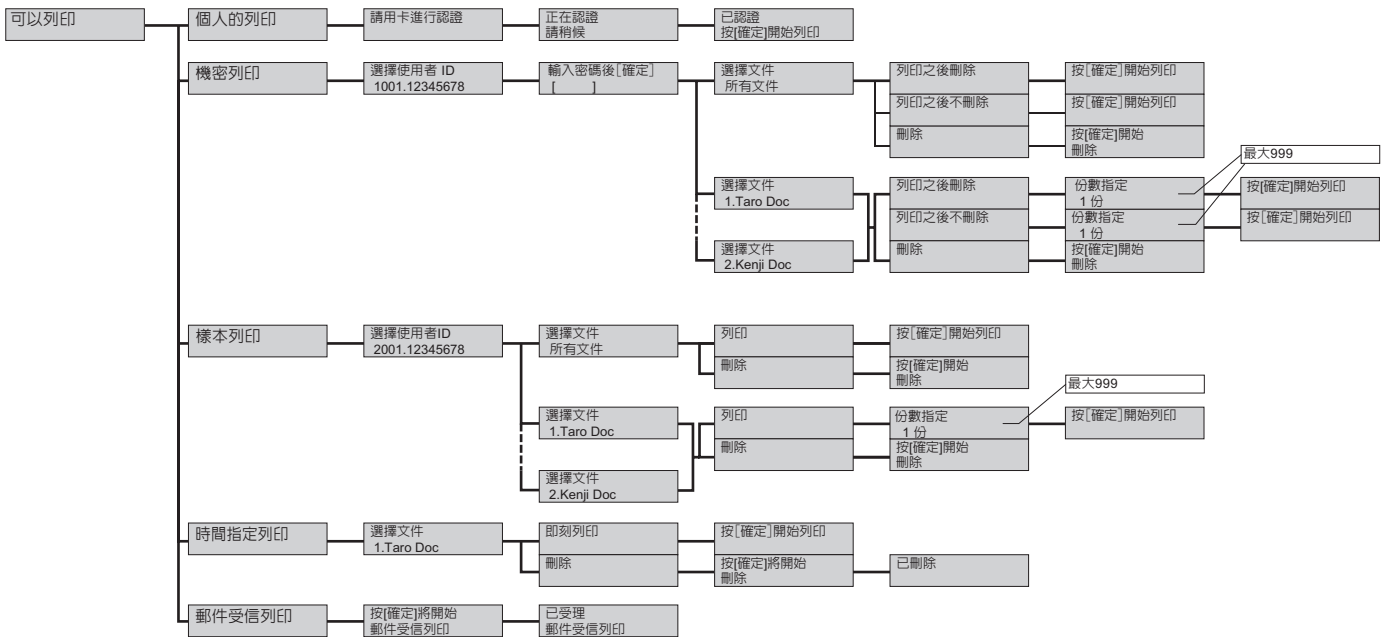 可以列印
個人的列印
請用卡進行認證
正在認證
請稍候
已認證
按[確定]開始列印
機密列印
選擇使用者 ID
1001.12345678
輸入密碼後[確定]
[ ]
選擇文件
所有文件
列印之後刪除
按[確定]開始列印
列印之後不刪除
按[確定]開始列印
刪除
按[確定]開始
刪除
最大999
選擇文件
1.Taro Doc
列印之後刪除
份數指定
1 份
按[確定]開始列印
列印之後不刪除
份數指定
1 份
按[確定]開始列印
選擇文件
2.Kenji Doc
刪除
按[確定]開始
刪除
樣本列印
選擇使用者ID
2001.12345678
選擇文件
所有文件
列印
按[確定]開始列印
刪除
按[確定]開始
刪除
最大999
選擇文件
1.Taro Doc
列印
份數指定
1 份
按[確定]開始列印
刪除
按[確定]開始
刪除
選擇文件
2.Kenji Doc
時間指定列印
選擇文件
1.Taro Doc
即刻列印
按[確定]開始列印
刪除
按[確定]將開始
刪除
已刪除
郵件受信列印
按[確定]將開始
郵件受信列印
已受理
郵件受信列印